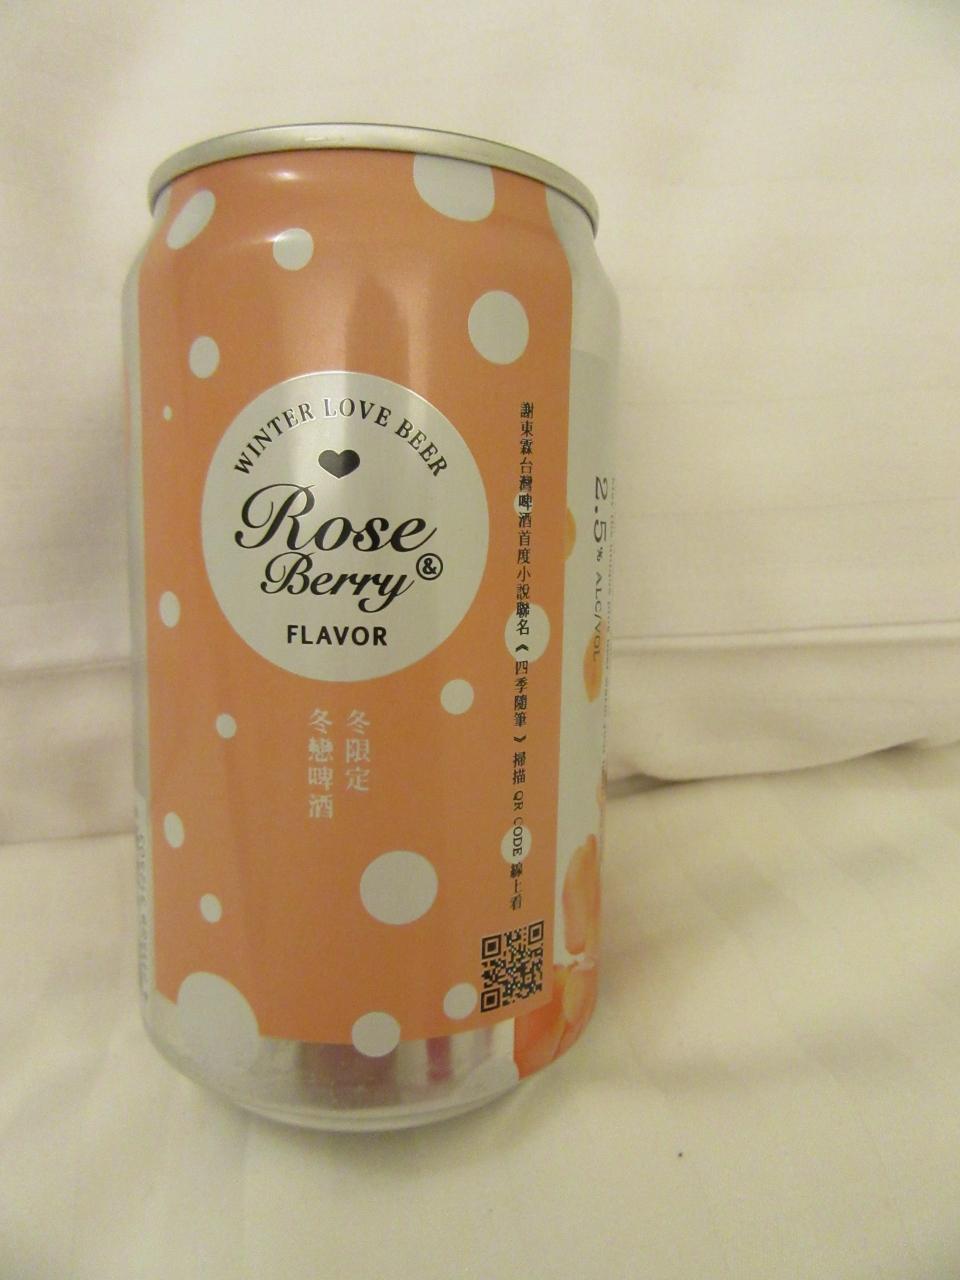 WINTER LOVE BEER
Rose
& Berry
FLAVOR
冬限定
冬戀啤酒
謝東霖台灣啤酒首度小說聯名《四季隨筆》掃描 QR CODE 線上看
2.5% ALC/VOL